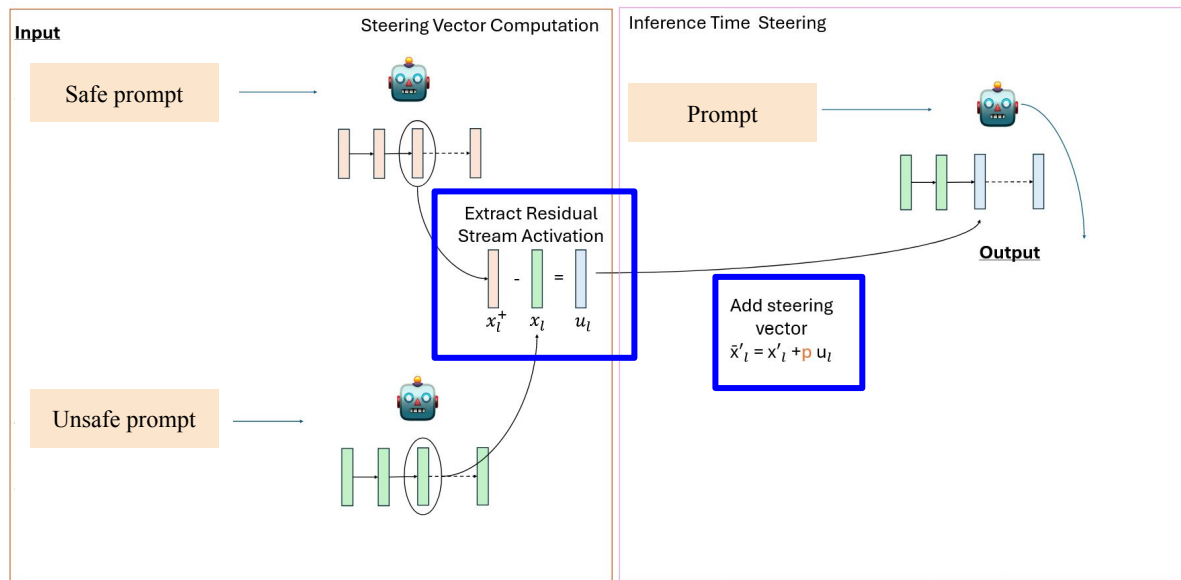 Input
Steering Vector Computation
Safe prompt
Extract Residual
Stream Activation
- =
x_l^+ x_l u_l
Unsafe prompt
Inference Time Steering
Prompt
Output
Add steering
vector
x̄'_l = x'_l +p u_l